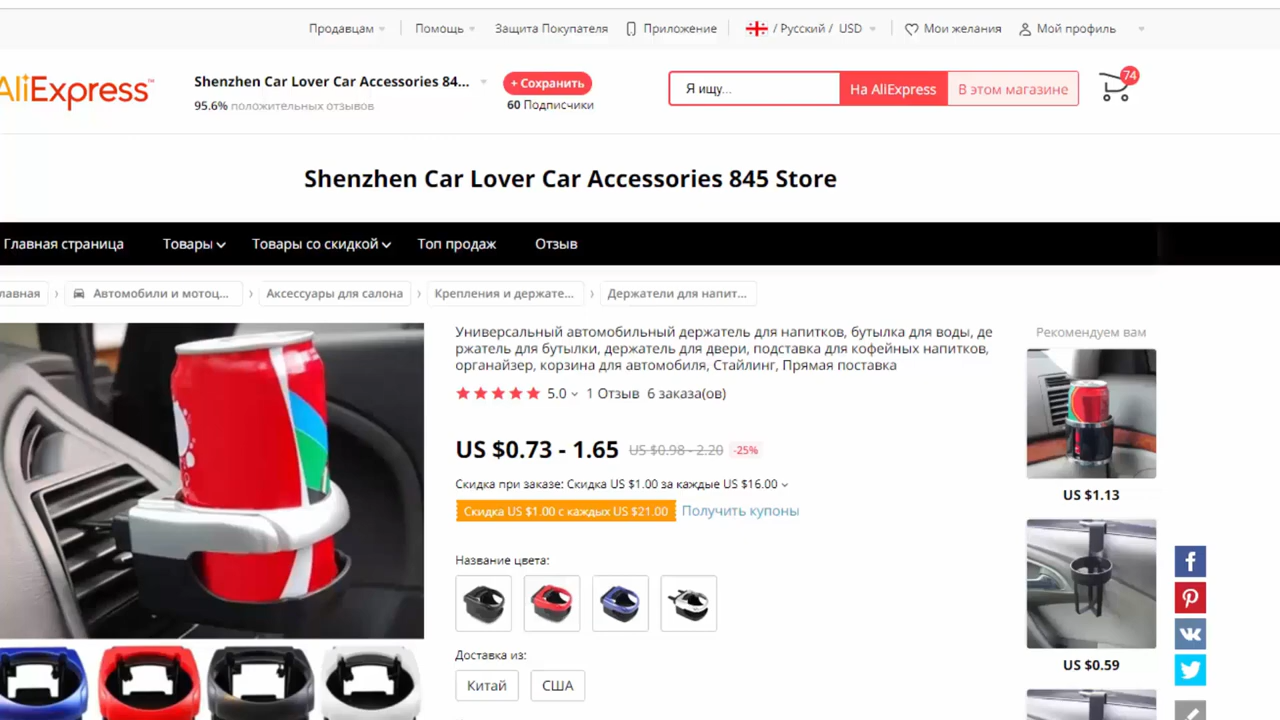 Продавцам
Помощь
Защита Покупателя
Приложение
/ Русский / USD
Мои желания
Мой профиль
AliExpress™
Shenzhen Car Lover Car Accessories 84...
95.6% положительных отзывов
+ Сохранить
60 Подписчики
Я ищу...
На AliExpress
В этом магазине
74
Shenzhen Car Lover Car Accessories 845 Store
Главная страница
Товары
Товары со скидкой
Топ продаж
Отзыв
лавная
Автомобили и мотоц...
Аксессуары для салона
Крепления и держате...
Держатели для напит...
Универсальный автомобильный держатель для напитков, бутылка для воды, де
ржатель для бутылки, держатель для двери, подставка для кофейных напитков,
органайзер, корзина для автомобиля, Стайлинг, Прямая поставка
5.0
1 Отзыв
6 заказа(ов)
US $0.73 - 1.65
US $0.98 - 2.20
-25%
Скидка при заказе: Скидка US $1.00 за каждые US $16.00
Скидка US $1.00 с каждых US $21.00
Получить купоны
Название цвета:
Доставка из:
Китай
США
Рекомендуем вам
US $1.13
US $0.59